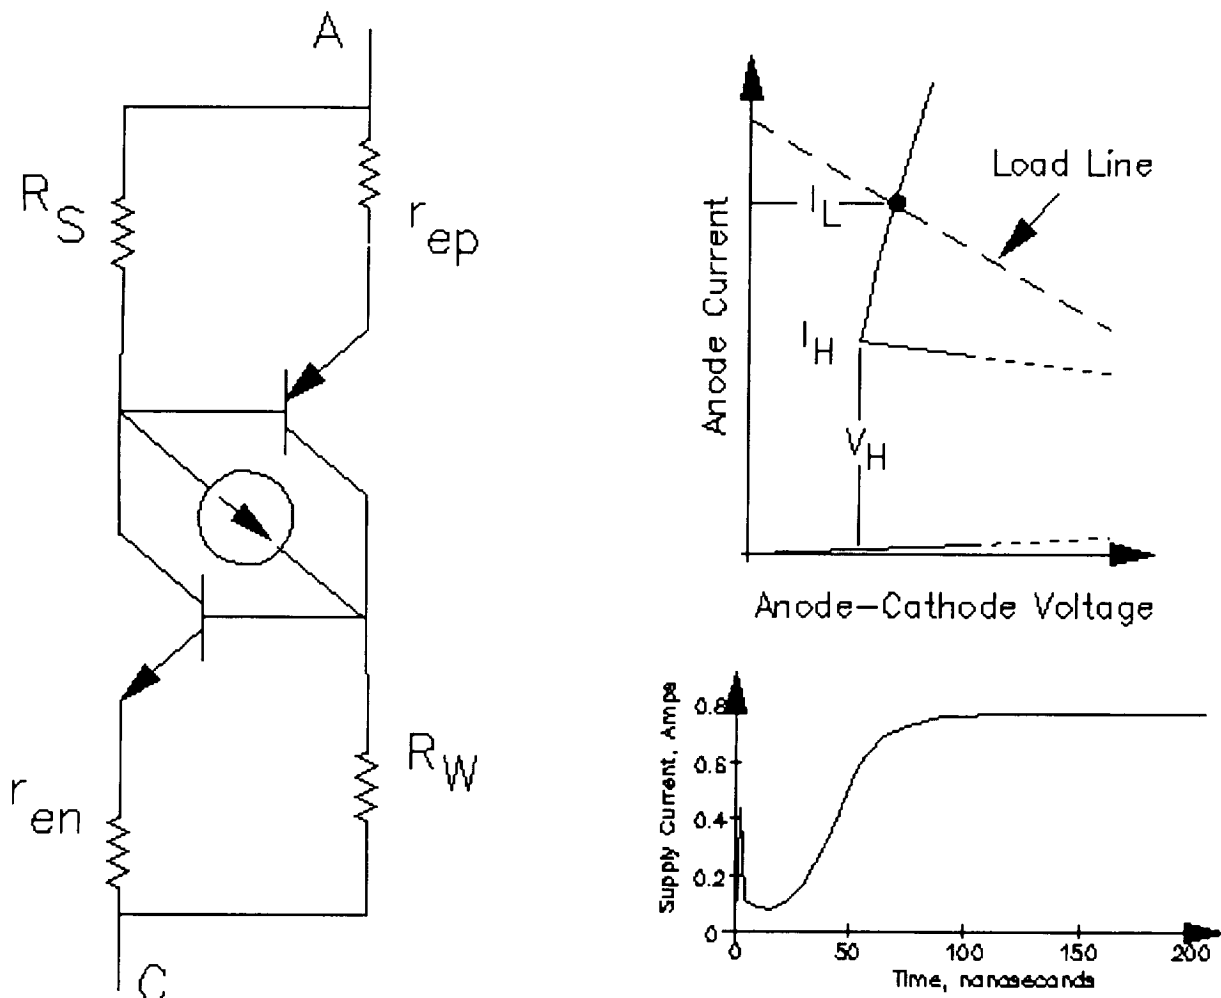 A
R_S
r_ep
r_en
R_W
C
Load Line
I_L
I_H
V_H
Anode Current
Anode-Cathode Voltage
Supply Current, Amps
0.8
0.6
0.4
0.2
0
0 50 100 150 200
Time, nanoseconds